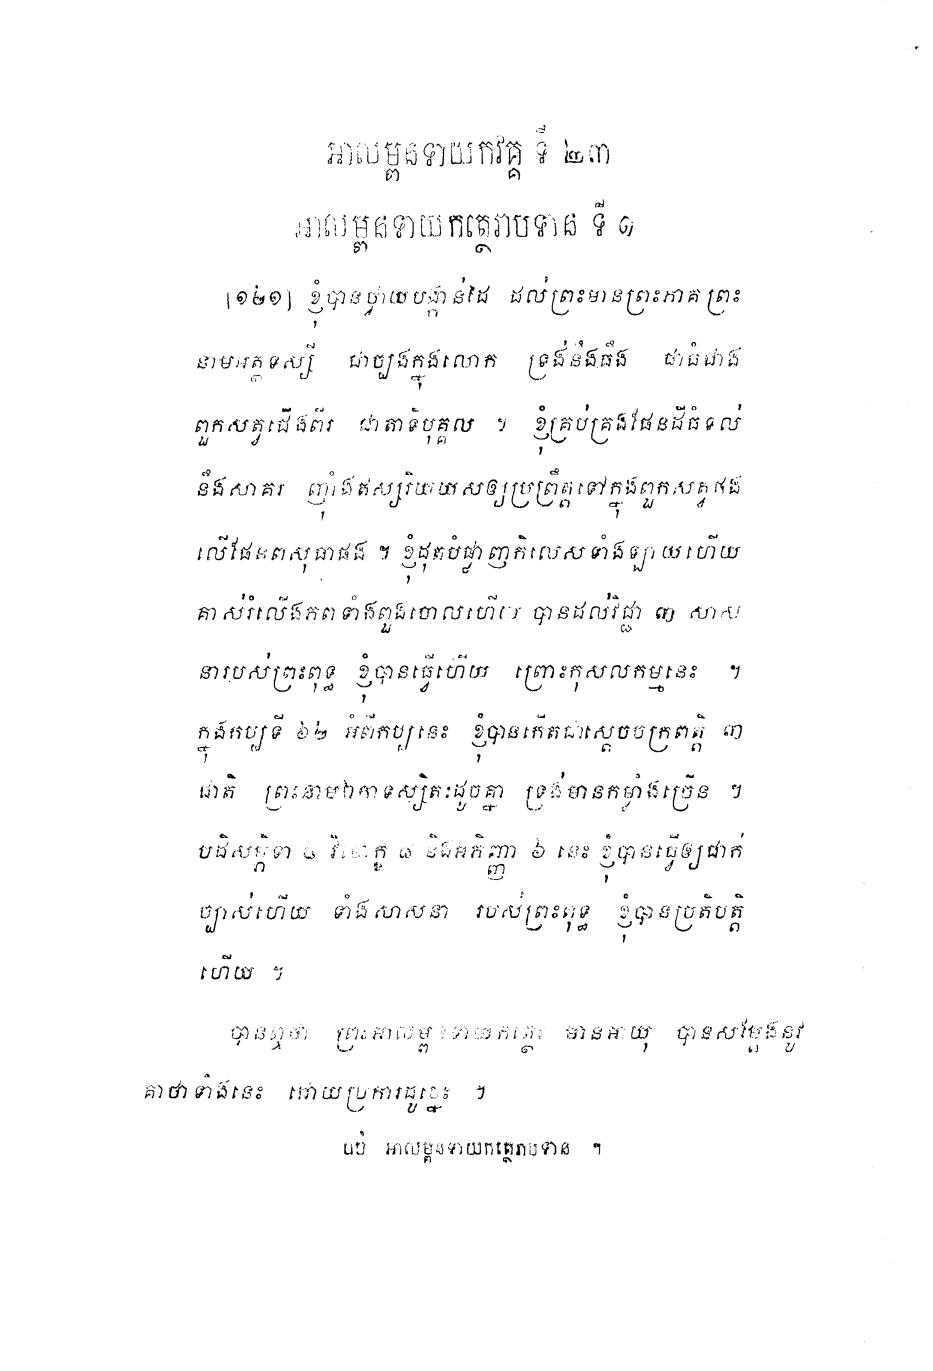 អាលម្ពនទាយកវគ្គ ទី ២៣
អាលម្ពនទាយកត្ថេរាបទាន ទី ១
[១២១] ខ្ញុំបានថ្វាយបង្កាន់ដៃ ដល់ព្រះមានព្រះភាគ ព្រះ
នាមអត្ថទស្សី ជាច្បងក្នុងលោក ទ្រង់នឹងធឹង ជាធំជាង
ពួកសត្វជើងពីរ ជាតាទិបុគ្គល ។ ខ្ញុំគ្រប់គ្រងផែនដីធំទល់
នឹងសាគរ ញ៉ាំងឥស្សរិយយសឲ្យប្រព្រឹត្តទៅក្នុងពួកសត្វផង
លើផែនពសុធាផង ។ ខ្ញុំដុតបំផ្លាញកិលេសទាំងឡាយហើយ
គាស់រំលើងភពទាំងពួងចោលហើយ បានដល់វិជ្ជា ៣ សាស
នារបស់ព្រះពុទ្ធ ខ្ញុំបានធ្វើហើយ ព្រោះកុសលកម្មនេះ ។
ក្នុងកប្បទី ៦២ អំពីកប្បនេះ ខ្ញុំបានកើតជាស្តេចចក្រពត្តិ ៣
ជាតិ ព្រះនាមឯកាទស្សិតៈដូចគ្នា ទ្រង់មានកម្លាំងច្រើន ។
បដិសម្ភិទា ៤ វិមោក្ខ ៨ និងអភិញ្ញា ៦ នេះ ខ្ញុំបានធ្វើឲ្យជាក់
ច្បាស់ហើយ ទាំងសាសនា របស់ព្រះពុទ្ធ ខ្ញុំបានប្រតិបត្តិ
ហើយ ។
បានឮថា ព្រះអាលម្ពនទាយកត្ថេរ មានអាយុ បានសម្តែងនូវ
គាថាទាំងនេះ ដោយប្រការដូច្នេះ ។
ចប់ អាលម្ពនទាយកត្ថេរាបទាន ។